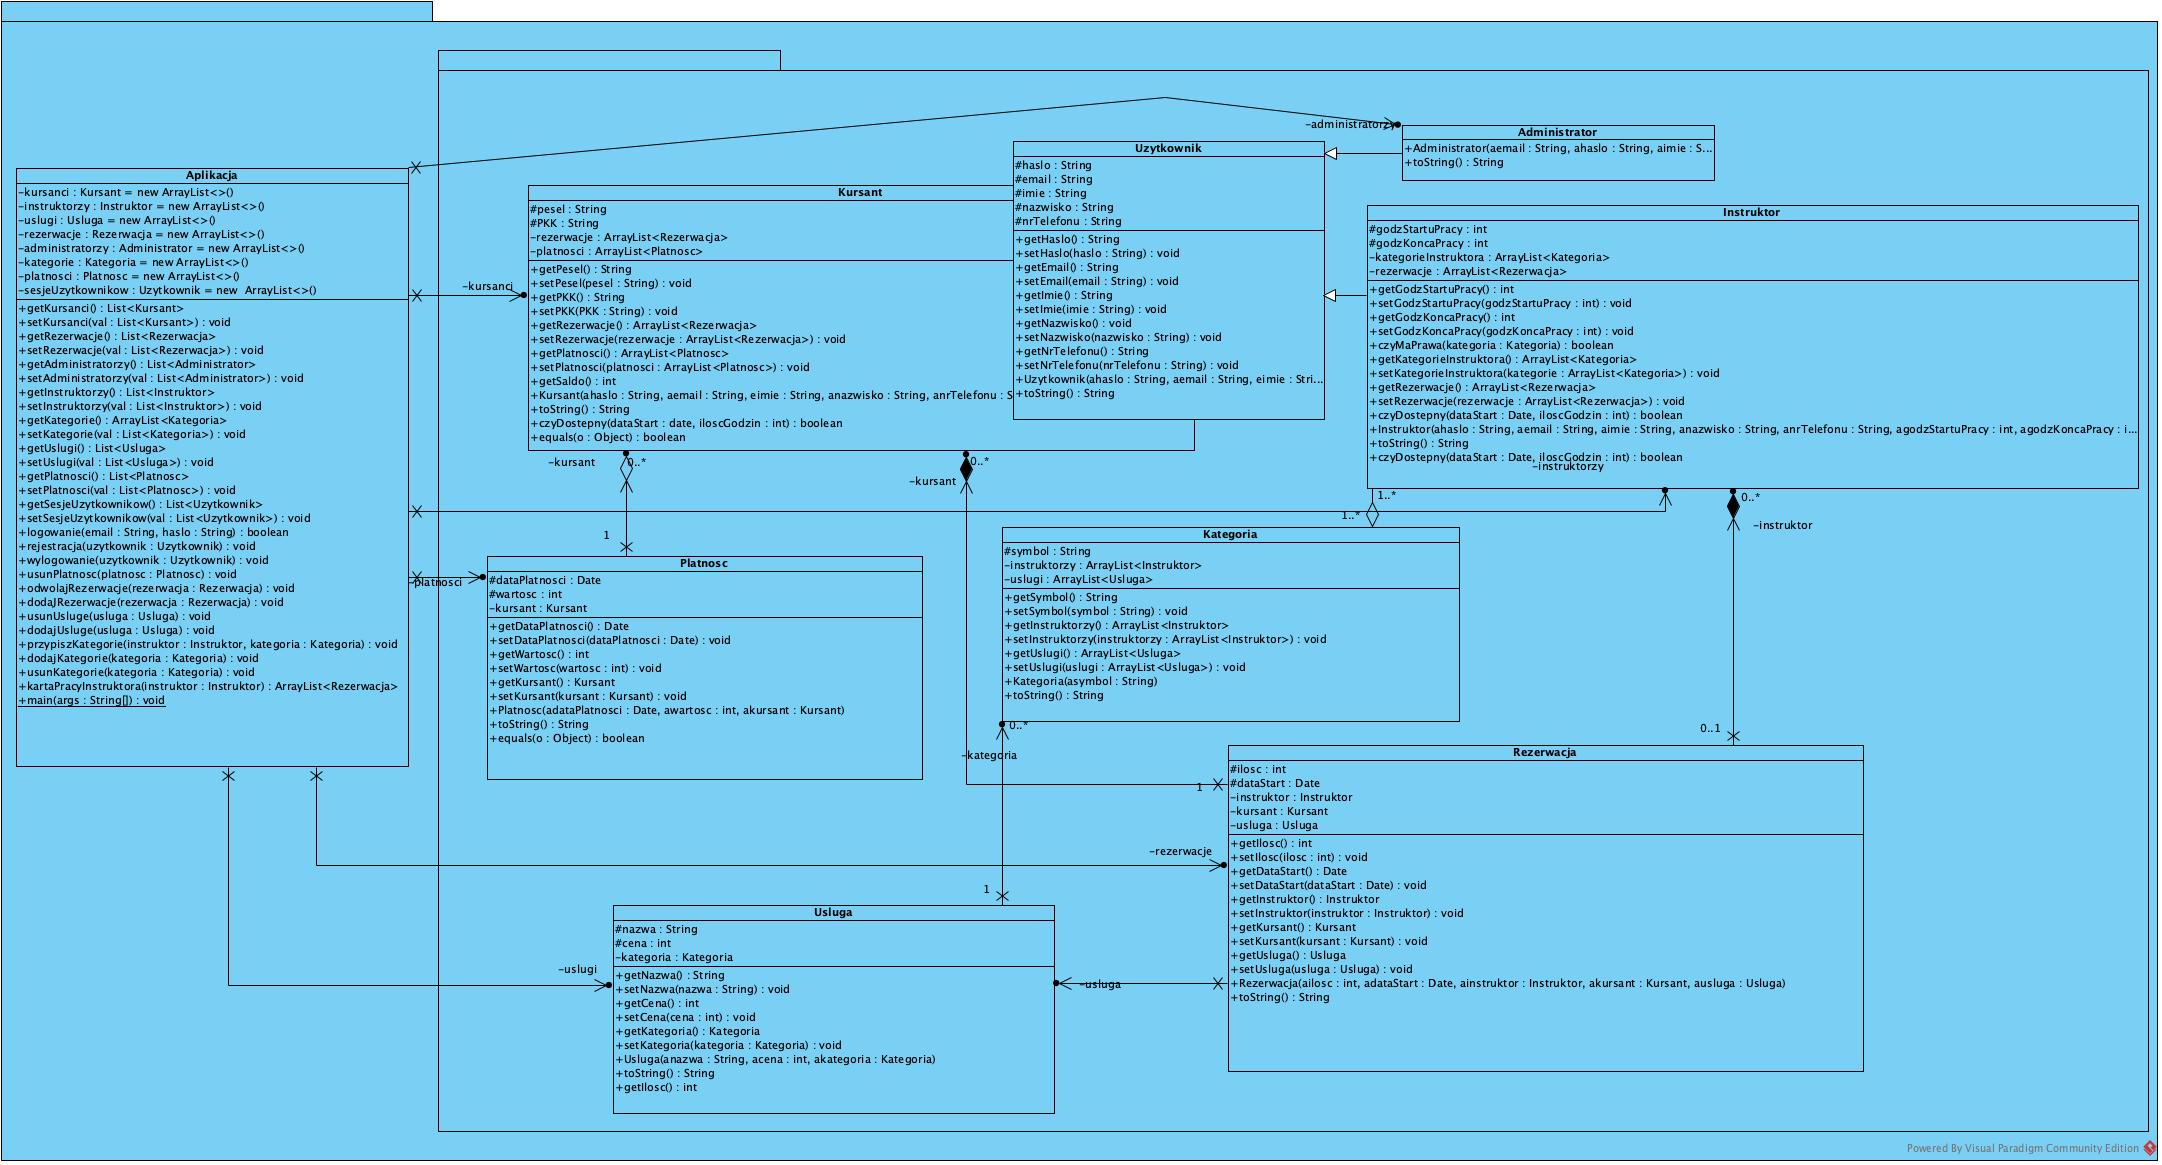 Aplikacja
-kursanci : Kursant = new ArrayList<>()
-instruktorzy : Instruktor = new ArrayList<>()
-uslugi : Usluga = new ArrayList<>()
-rezerwacje : Rezerwacja = new ArrayList<>()
-administratorzy : Administrator = new ArrayList<>()
-kategorie : Kategoria = new ArrayList<>()
-platnosci : Platnosc = new ArrayList<>()
-sesjeUzytkownikow : Uzytkownik = new  ArrayList<>()
+getKursanci() : List<Kursant>
+setKursanci(val : List<Kursant>) : void
+getRezerwacje() : List<Rezerwacja>
+setRezerwacje(val : List<Rezerwacja>) : void
+getAdministratorzy() : List<Administrator>
+setAdministratorzy(val : List<Administrator>) : void
+getInstruktorzy() : List<Instruktor>
+setInstruktorzy(val : List<Instruktor>) : void
+getKategorie() : ArrayList<Kategoria>
+setKategorie(val : List<Kategoria>) : void
+getUslugi() : List<Usluga>
+setUslugi(val : List<Usluga>) : void
+getPlatnosci() : List<Platnosc>
+setPlatnosci(val : List<Platnosc>) : void
+getSesjeUzytkownikow() : List<Uzytkownik>
+setSesjeUzytkownikow(val : List<Uzytkownik>) : void
+logowanie(email : String, haslo : String) : boolean
+rejestracja(uzytkownik : Uzytkownik) : void
+wylogowanie(uzytkownik : Uzytkownik) : void
+usunPlatnosc(platnosc : Platnosc) : void
+odwolajRezerwacje(rezerwacja : Rezerwacja) : void
+dodajRezerwacje(rezerwacja : Rezerwacja) : void
+usunUsluge(usluga : Usluga) : void
+dodajUsluge(usluga : Usluga) : void
+przypiszKategorie(instruktor : Instruktor, kategoria : Kategoria) : void
+dodajKategorie(kategoria : Kategoria) : void
+usunKategorie(kategoria : Kategoria) : void
+kartaPracyInstruktora(instruktor : Instruktor) : ArrayList<Rezerwacja>
+main(args : String[]) : void
-kursanci
Kursant
#pesel : String
#PKK : String
-rezerwacje : ArrayList<Rezerwacja>
-platnosci : ArrayList<Platnosc>
+getPesel() : String
+setPesel(pesel : String) : void
+getPKK() : String
+setPKK(PKK : String) : void
+getRezerwacje() : ArrayList<Rezerwacja>
+setRezerwacje(rezerwacje : ArrayList<Rezerwacja>) : void
+getPlatnosci() : ArrayList<Platnosc>
+setPlatnosci(platnosci : ArrayList<Platnosc>) : void
+getSaldo() : int
+Kursant(ahaslo : String, aemail : String, eimie : String, anazwisko : String, anrTelefonu : S
+toString() : String
+czyDostepny(dataStart : date, iloscGodzin : int) : boolean
+equals(o : Object) : boolean
Uzytkownik
#haslo : String
#email : String
#imie : String
#nazwisko : String
#nrTelefonu : String
+getHaslo() : String
+setHaslo(haslo : String) : void
+getEmail() : String
+setEmail(email : String) : void
+getImie() : String
+setImie(imie : String) : void
+getNazwisko() : void
+setNazwisko(nazwisko : String) : void
+getNrTelefonu() : String
+setNrTelefonu(nrTelefonu : String) : void
+Uzytkownik(ahaslo : String, aemail : String, eimie : Stri...
+toString() : String
-administratorzy
Administrator
+Administrator(aemail : String, ahaslo : String, aimie : S...
+toString() : String
Instruktor
#godzStartuPracy : int
#godzKoncaPracy : int
-kategorieInstruktora : ArrayList<Kategoria>
-rezerwacje : ArrayList<Rezerwacja>
+getGodzStartuPracy() : int
+setGodzStartuPracy(godzStartuPracy : int) : void
+getGodzKoncaPracy() : int
+setGodzKoncaPracy(godzKoncaPracy : int) : void
+czyMaPrawa(kategoria : Kategoria) : boolean
+getKategorieInstruktora() : ArrayList<Kategoria>
+setKategorieInstruktora(kategorie : ArrayList<Kategoria>) : void
+getRezerwacje() : ArrayList<Rezerwacja>
+setRezerwacje(rezerwacje : ArrayList<Rezerwacja>) : void
+czyDostepny(dataStart : Date, iloscGodzin : int) : boolean
+Instruktor(ahaslo : String, aemail : String, aimie : String, anazwisko : String, anrTelefonu : String, agodzStartuPracy : int, agodzKoncaPracy : i...
+toString() : String
+czyDostepny(dataStart : Date, iloscGodzin : int) : boolean
-instruktorzy
-kursant
0..*
-kursant
0..*
1..*
1..*
0..*
-instruktor
1
-platnosci
Platnosc
#dataPlatnosci : Date
#wartosc : int
-kursant : Kursant
+getDataPlatnosci() : Date
+setDataPlatnosci(dataPlatnosci : Date) : void
+getWartosc() : int
+setWartosc(wartosc : int) : void
+getKursant() : Kursant
+setKursant(kursant : Kursant) : void
+Platnosc(adataPlatnosci : Date, awartosc : int, akursant : Kursant)
+toString() : String
+equals(o : Object) : boolean
Kategoria
#symbol : String
-instruktorzy : ArrayList<Instruktor>
-uslugi : ArrayList<Usluga>
+getSymbol() : String
+setSymbol(symbol : String) : void
+getInstruktorzy() : ArrayList<Instruktor>
+setInstruktorzy(instruktorzy : ArrayList<Instruktor>) : void
+getUslugi() : ArrayList<Usluga>
+setUslugi(uslugi : ArrayList<Usluga>) : void
+Kategoria(asymbol : String)
+toString() : String
0..*
-kategoria
0..1
1
Rezerwacja
#ilosc : int
#dataStart : Date
-instruktor : Instruktor
-kursant : Kursant
-usluga : Usluga
+getIlosc() : int
+setIlosc(ilosc : int) : void
+getDataStart() : Date
+setDataStart(dataStart : Date) : void
+getInstruktor() : Instruktor
+setInstruktor(instruktor : Instruktor) : void
+getKursant() : Kursant
+setKursant(kursant : Kursant) : void
+getUsluga() : Usluga
+setUsluga(usluga : Usluga) : void
+Rezerwacja(ailosc : int, adataStart : Date, ainstruktor : Instruktor, akursant : Kursant, ausluga : Usluga)
+toString() : String
-rezerwacje
1
-uslugi
Usluga
#nazwa : String
#cena : int
-kategoria : Kategoria
+getNazwa() : String
+setNazwa(nazwa : String) : void
+getCena() : int
+setCena(cena : int) : void
+getKategoria() : Kategoria
+setKategoria(kategoria : Kategoria) : void
+Usluga(anazwa : String, acena : int, akategoria : Kategoria)
+toString() : String
+getIlosc() : int
-usluga
Powered By Visual Paradigm Community Edition